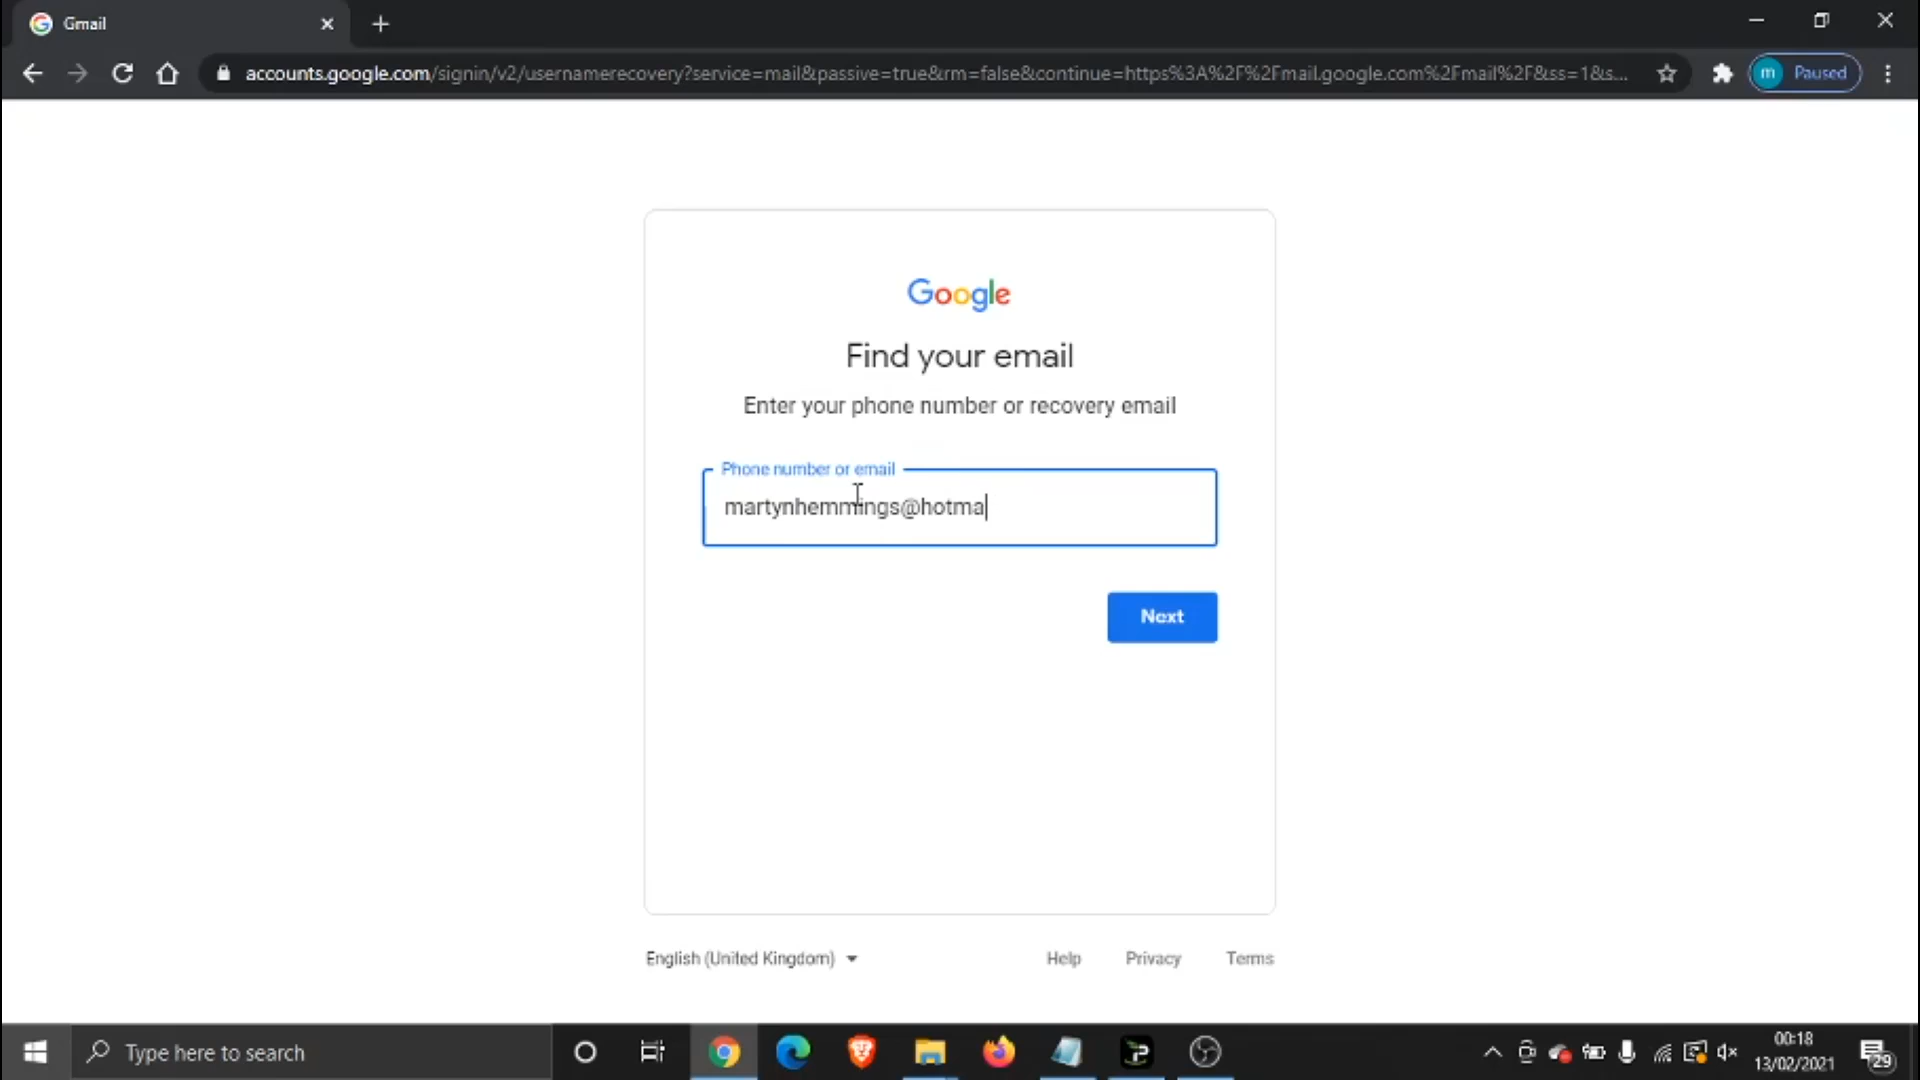 Gmail
accounts.google.com/signin/v2/usernamerecovery?service=mail&passive=true&rm=false&continue=https%3A%2F%2Fmail.google.com%2Fmail%2F&ss=1&s...
m Paused
Google
Find your email
Enter your phone number or recovery email
Phone number or email
martynhemmings@hotma
Next
English (United Kingdom)
Help Privacy Terms
Type here to search
00:18
13/02/2021
29